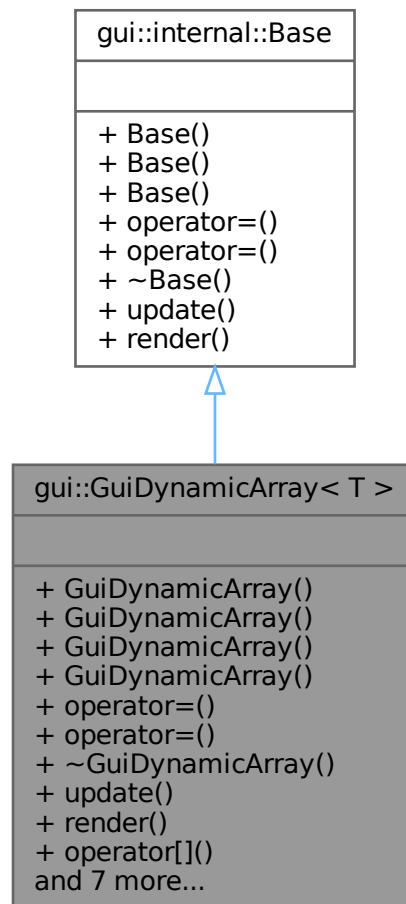 gui::internal::Base
+ Base()
+ Base()
+ Base()
+ operator=()
+ operator=()
+ ~Base()
+ update()
+ render()
gui::GuiDynamicArray< T >
+ GuiDynamicArray()
+ GuiDynamicArray()
+ GuiDynamicArray()
+ GuiDynamicArray()
+ operator=()
+ operator=()
+ ~GuiDynamicArray()
+ update()
+ render()
+ operator[]()
and 7 more...